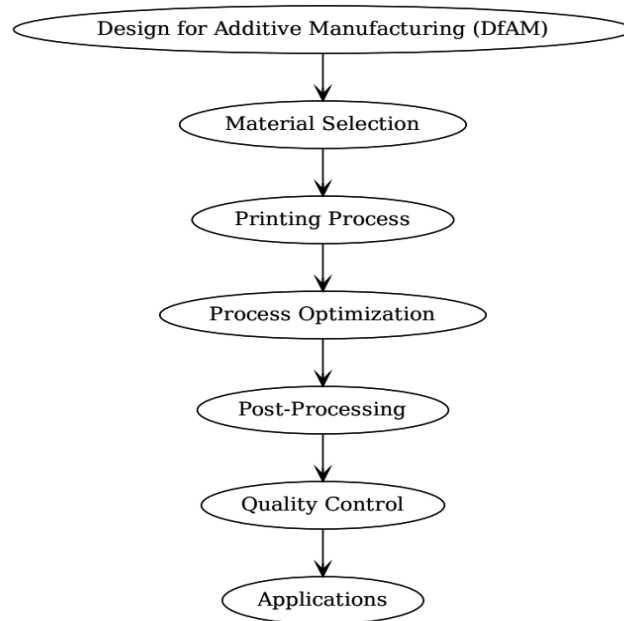 Design for Additive Manufacturing (DfAM)
Material Selection
Printing Process
Process Optimization
Post-Processing
Quality Control
Applications